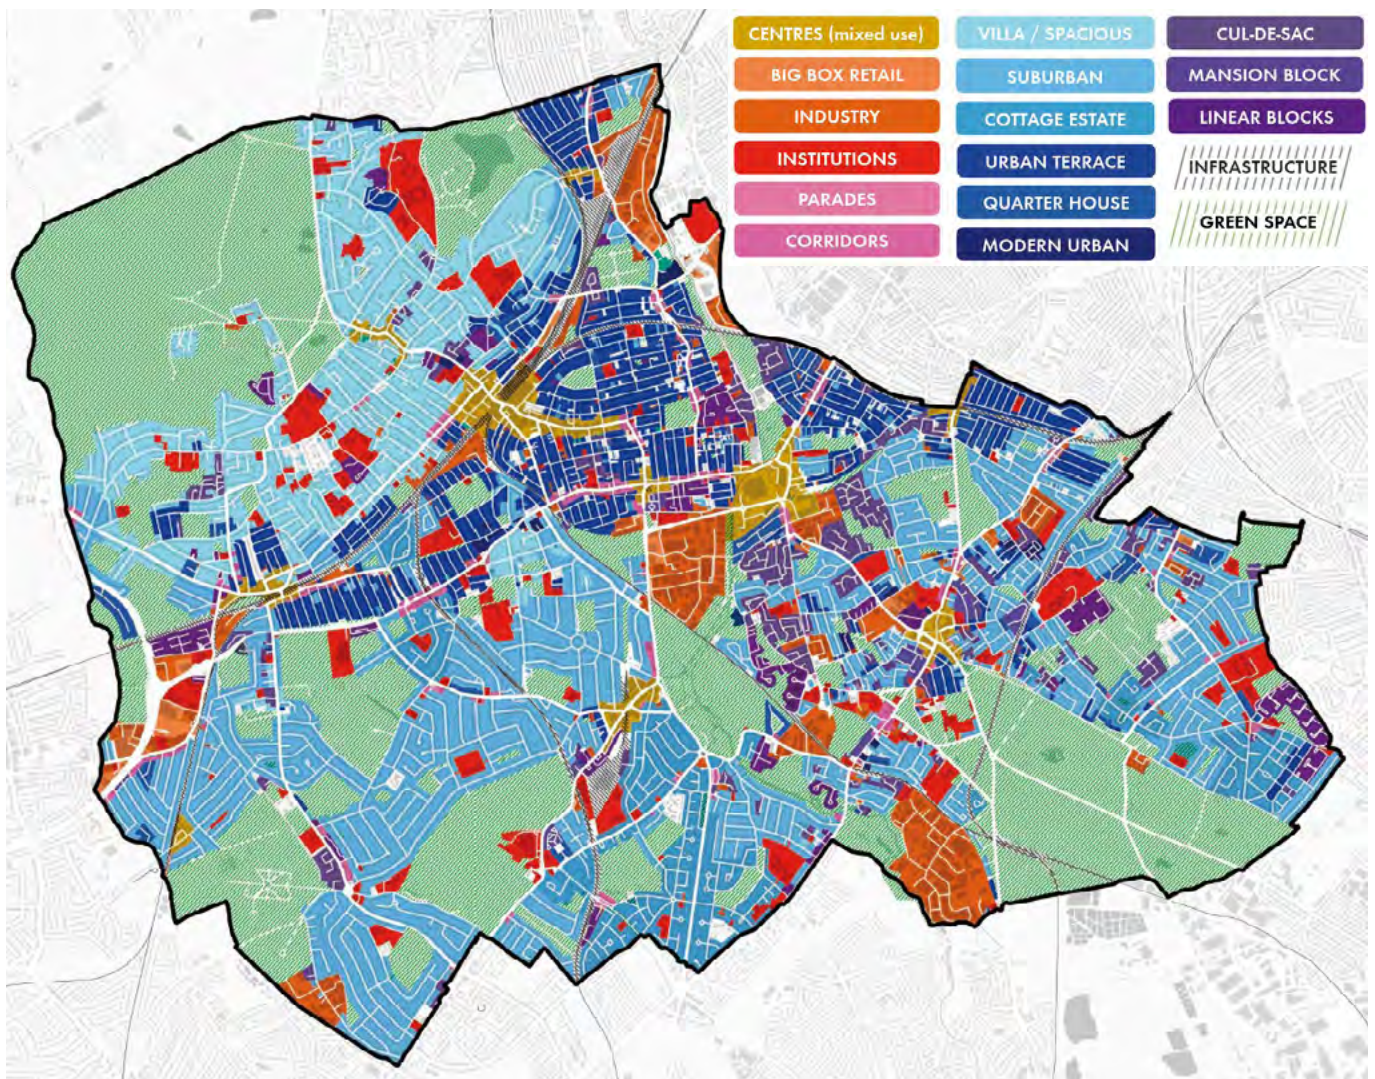 CENTRES (mixed use)
BIG BOX RETAIL
INDUSTRY
INSTITUTIONS
PARADES
CORRIDORS
VILLA / SPACIOUS
SUBURBAN
COTTAGE ESTATE
URBAN TERRACE
QUARTER HOUSE
MODERN URBAN
CUL-DE-SAC
MANSION BLOCK
LINEAR BLOCKS
INFRASTRUCTURE
GREEN SPACE